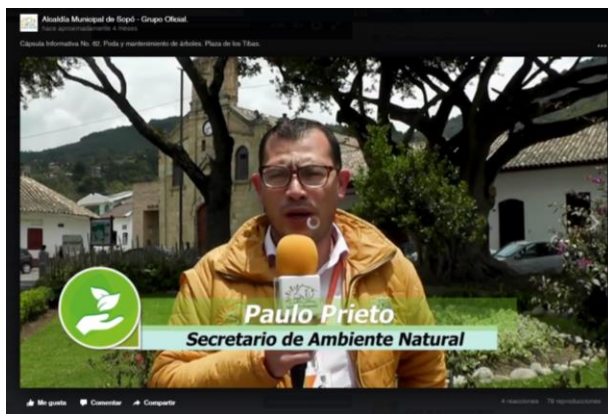 Alcaldía Municipal de Sopó - Grupo Oficial.
hace aproximadamente 4 meses
Cápsula Informativa No. 62. Poda y mantenimiento de árboles. Plaza de los Tibas.
Paulo Prieto
Secretario de Ambiente Natural
Me gusta Comentar Compartir
4 reacciones 78 reproducciones